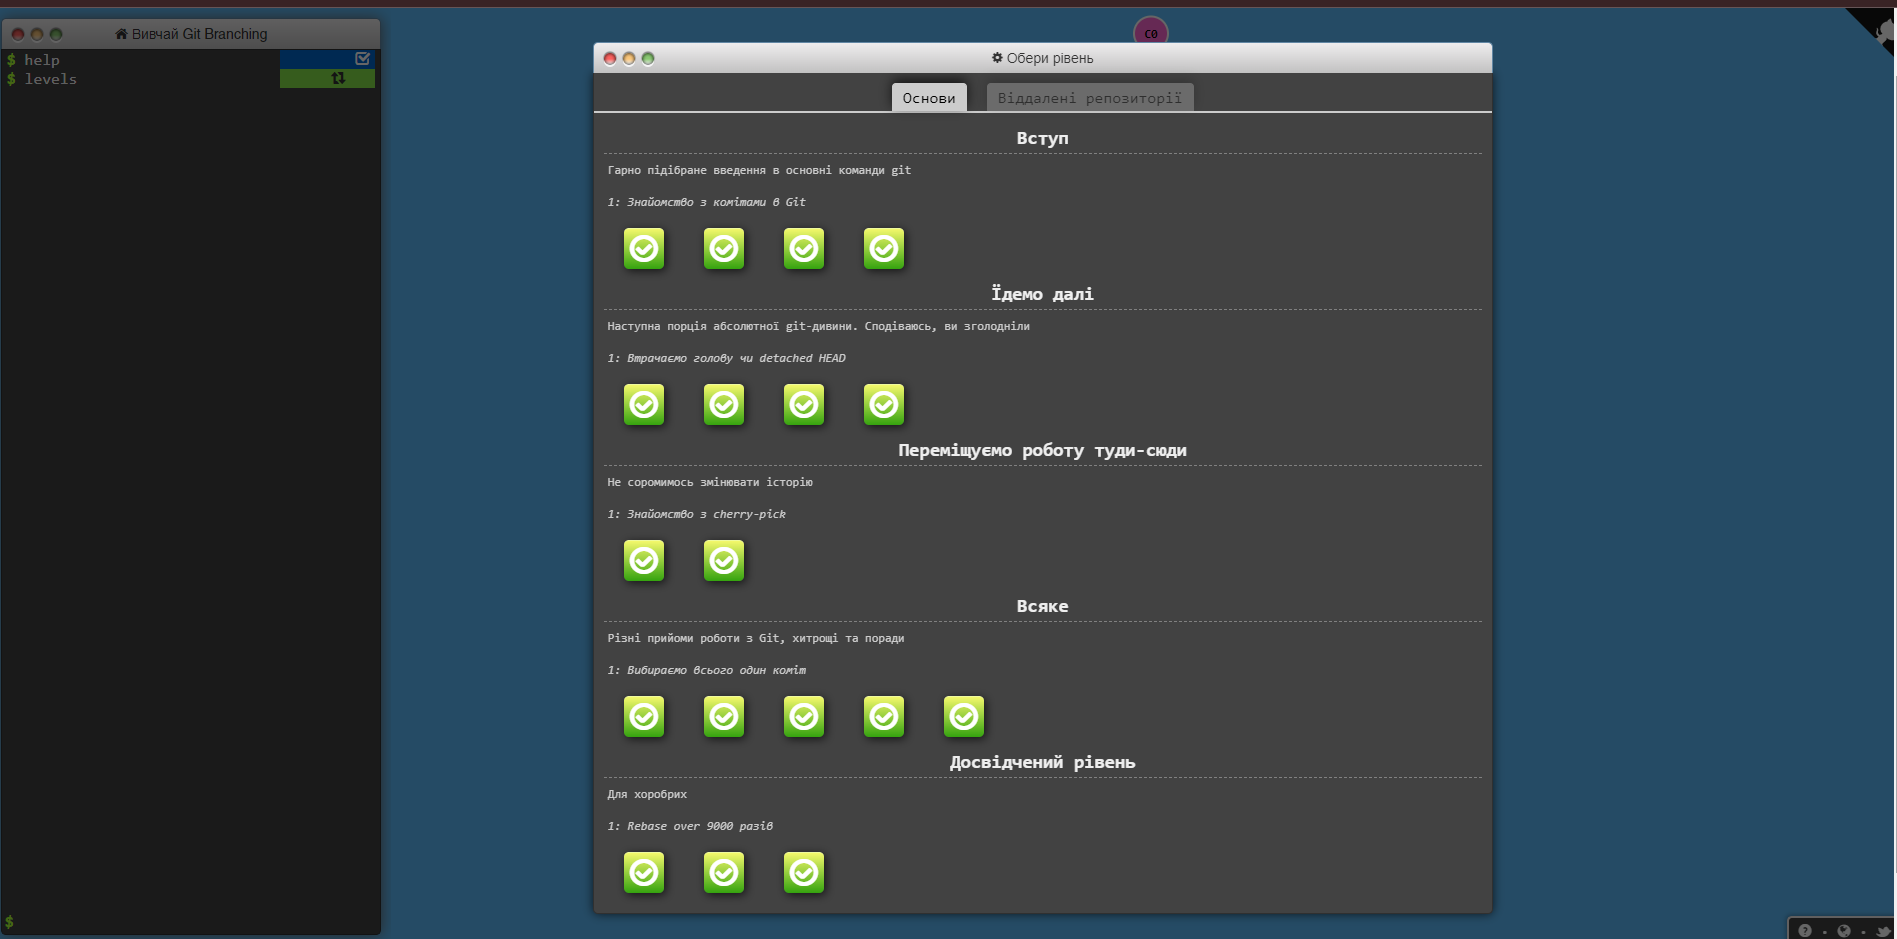 Вивчай Git Branching
$ help
$ levels
$
C0
Обери рівень
Основи
Віддалені репозиторії
Вступ
Гарно підібране введення в основні команди git
1: Знайомство з комітами в Git
Їдемо далі
Наступна порція абсолютної git-дивини. Сподіваюсь, ви зголодніли
1: Втрачаємо голову чи detached HEAD
Переміщуємо роботу туди-сюди
Не соромимось змінювати історію
1: Знайомство з cherry-pick
Всяке
Різні прийоми роботи з Git, хитрощі та поради
1: Вибираємо всього один коміт
Досвідчений рівень
Для хоробрих
1: Rebase over 9000 разів